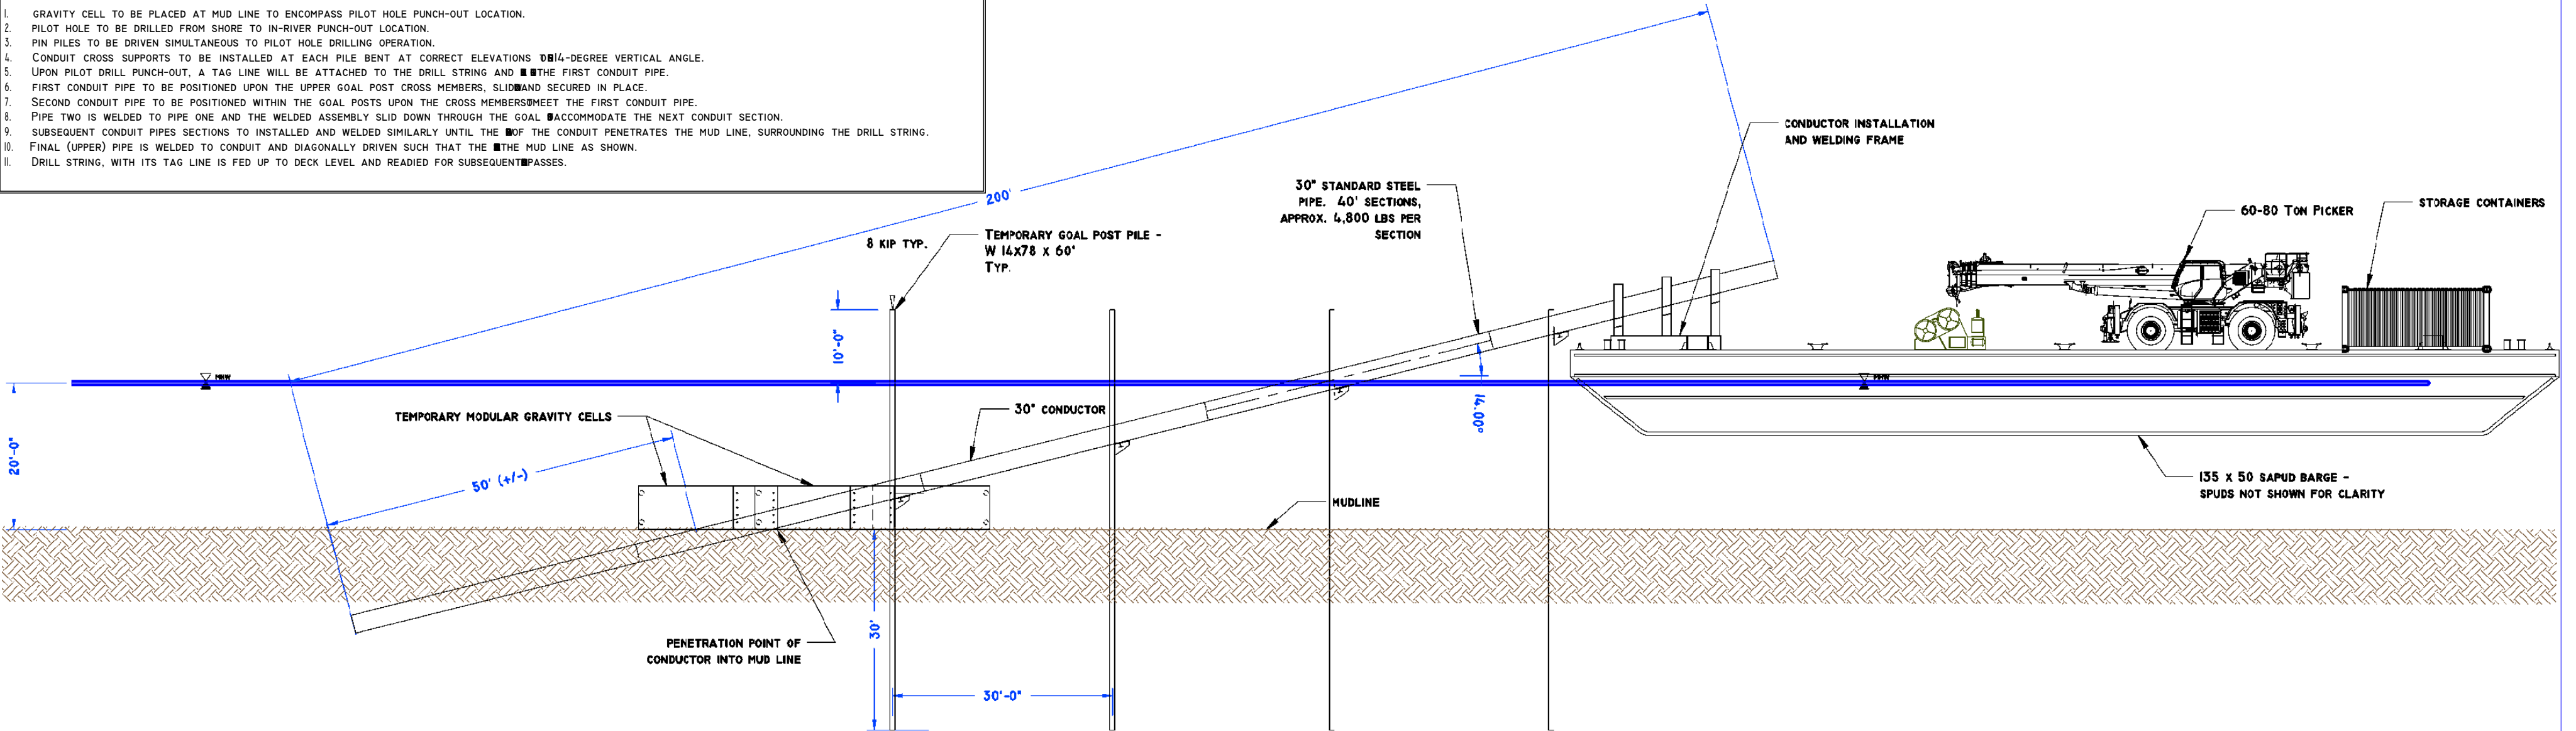 1. GRAVITY CELL TO BE PLACED AT MUD LINE TO ENCOMPASS PILOT HOLE PUNCH-OUT LOCATION.
2. PILOT HOLE TO BE DRILLED FROM SHORE TO IN-RIVER PUNCH-OUT LOCATION.
3. PIN PILES TO BE DRIVEN SIMULTANEOUS TO PILOT HOLE DRILLING OPERATION.
4. CONDUIT CROSS SUPPORTS TO BE INSTALLED AT EACH PILE BENT AT CORRECT ELEVATIONS 14-DEGREE VERTICAL ANGLE.
5. UPON PILOT DRILL PUNCH-OUT, A TAG LINE WILL BE ATTACHED TO THE DRILL STRING AND THE FIRST CONDUIT PIPE.
6. FIRST CONDUIT PIPE TO BE POSITIONED UPON THE UPPER GOAL POST CROSS MEMBERS, SLID AND SECURED IN PLACE.
7. SECOND CONDUIT PIPE TO BE POSITIONED WITHIN THE GOAL POSTS UPON THE CROSS MEMBERS MEET THE FIRST CONDUIT PIPE.
8. PIPE TWO IS WELDED TO PIPE ONE AND THE WELDED ASSEMBLY SLID DOWN THROUGH THE GOAL ACCOMMODATE THE NEXT CONDUIT SECTION.
9. SUBSEQUENT CONDUIT PIPES SECTIONS TO INSTALLED AND WELDED SIMILARLY UNTIL THE OF THE CONDUIT PENETRATES THE MUD LINE, SURROUNDING THE DRILL STRING.
10. FINAL (UPPER) PIPE IS WELDED TO CONDUIT AND DIAGONALLY DRIVEN SUCH THAT THE THE MUD LINE AS SHOWN.
11. DRILL STRING, WITH ITS TAG LINE IS FED UP TO DECK LEVEL AND READIED FOR SUBSEQUENT PASSES.
200'
CONDUCTOR INSTALLATION
AND WELDING FRAME
30" STANDARD STEEL
PIPE. 40' SECTIONS,
APPROX. 4,800 LBS PER
SECTION
60-80 TON PICKER
STORAGE CONTAINERS
8 KIP TYP.
TEMPORARY GOAL POST PILE -
W 14X78 X 60'
TYP.
10'-0"
MHW
MHW
14.00°
20'-0"
TEMPORARY MODULAR GRAVITY CELLS
30" CONDUCTOR
50' (+/-)
MUDLINE
135 X 50 SAPUD BARGE -
SPUDS NOT SHOWN FOR CLARITY
PENETRATION POINT OF
CONDUCTOR INTO MUD LINE
30'
30'-0"